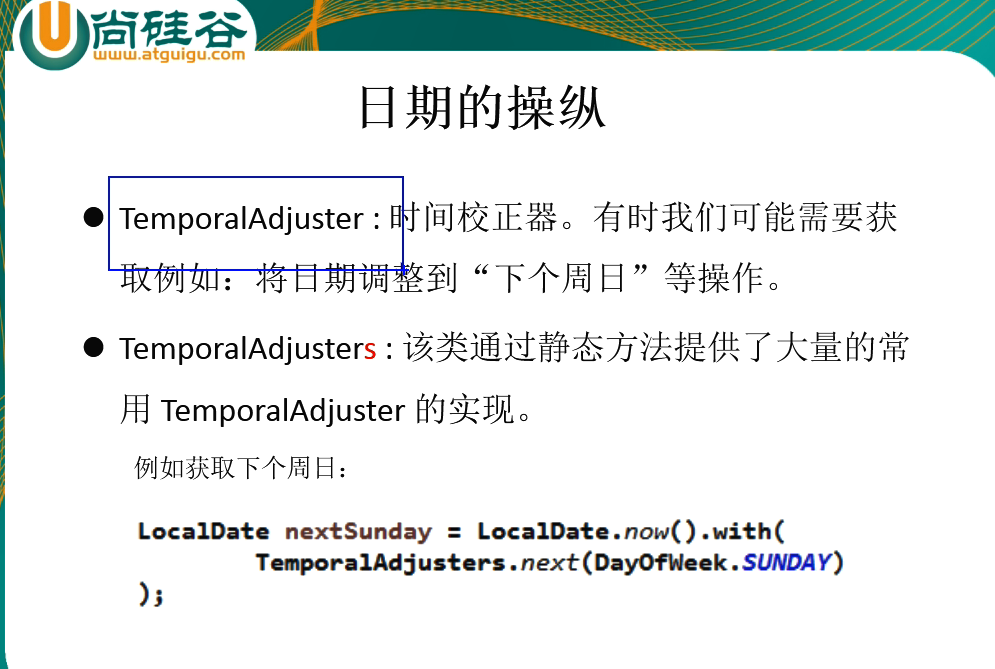 尚硅谷
www.atguigu.com
日期的操纵
● TemporalAdjuster : 时间校正器。有时我们可能需要获
取例如：将日期调整到“下个周日”等操作。
● TemporalAdjusters : 该类通过静态方法提供了大量的常
用 TemporalAdjuster 的实现。
例如获取下个周日：
LocalDate nextSunday = LocalDate.now().with(
TemporalAdjusters.next(DayOfWeek.SUNDAY)
);